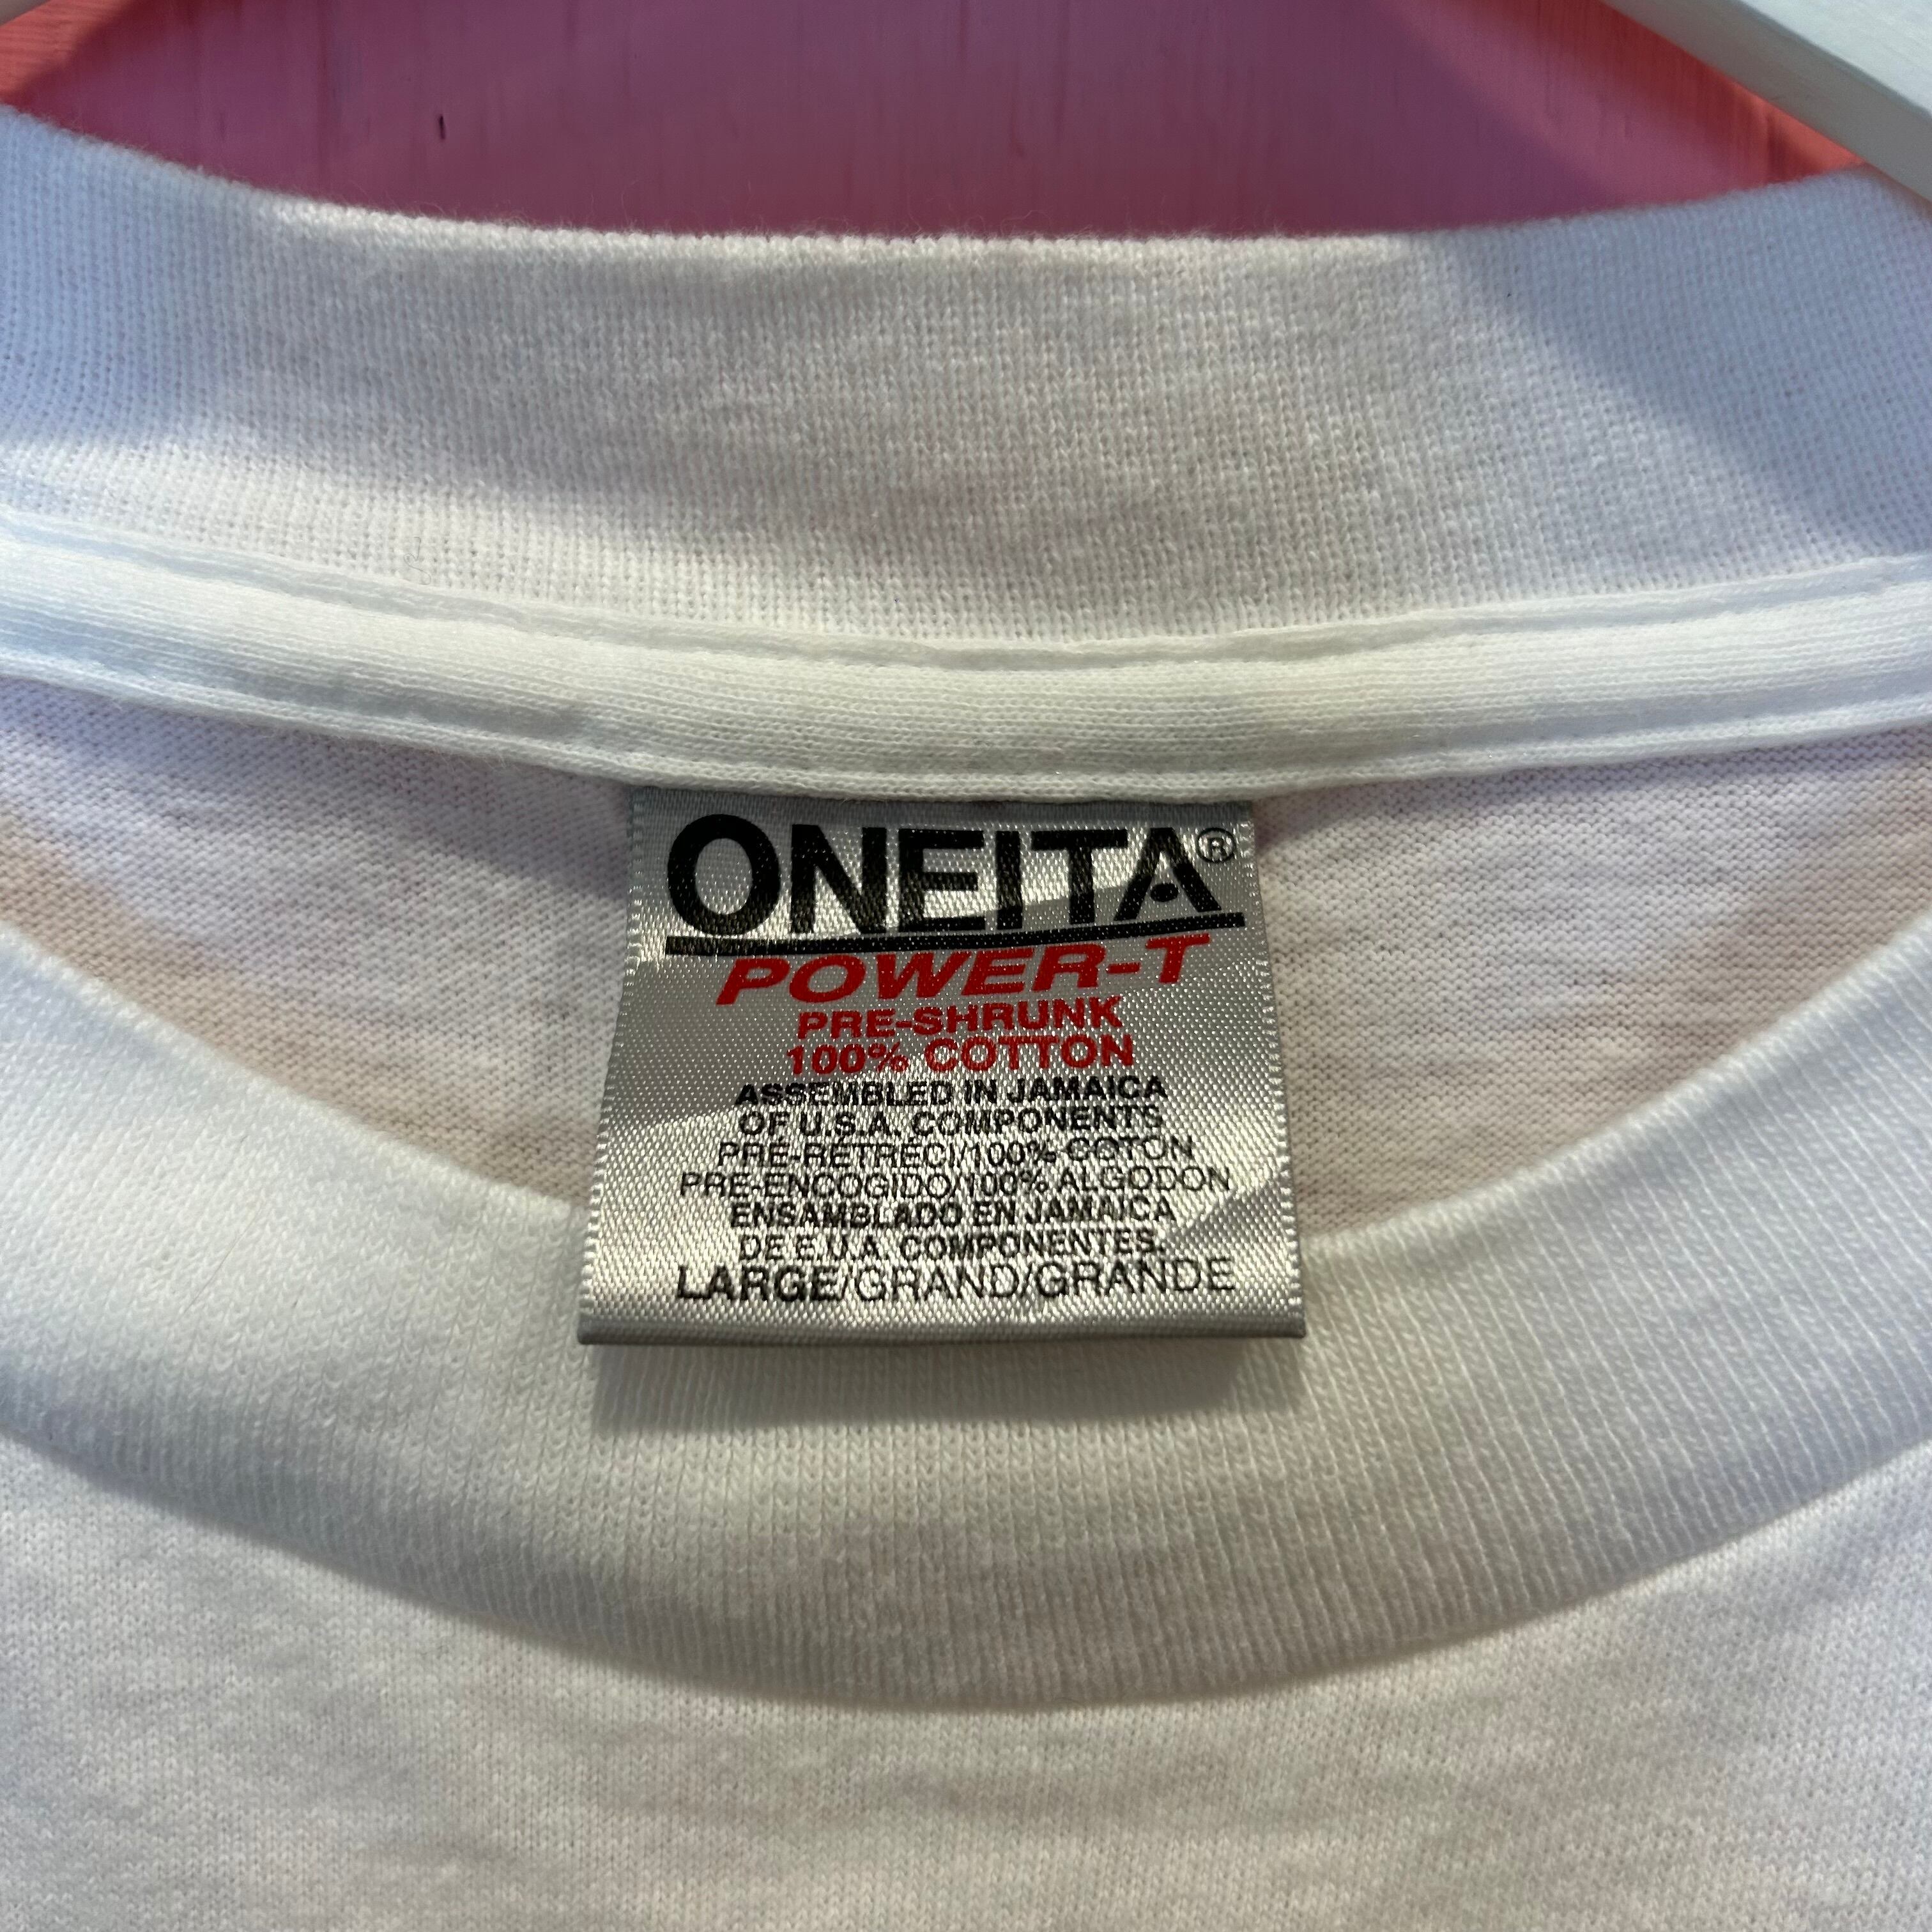 ONEITA®
POWER-T
PRE-SHRUNK
100% COTTON
ASSEMBLED IN JAMAICA
OF U.S.A. COMPONENTS
PRÉ-RÉTRÉCI/100% COTON
PRE-ENCOGIDO/100% ALGODON
ENSAMBLADO EN JAMAICA
DE E.U.A. COMPONENTES.
LARGE/GRAND/GRANDE